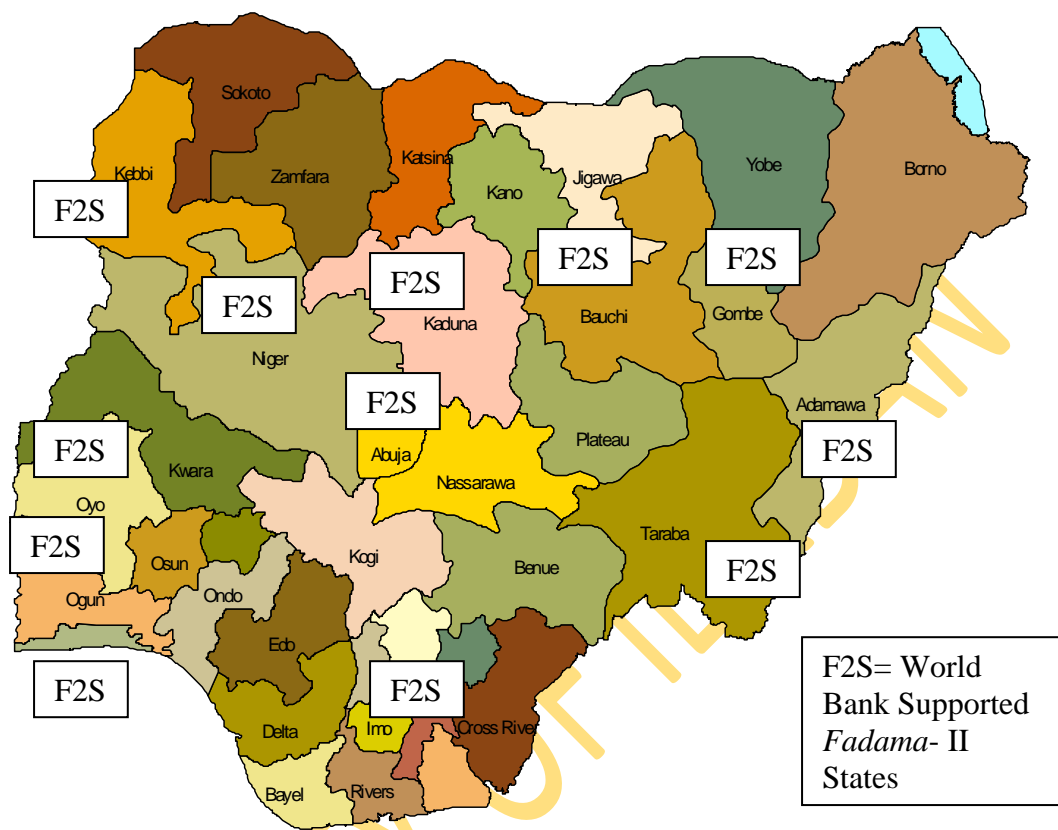 Sokoto
Katsina
Yobe
Borno
Kebbi
Zamfara
Kano
Jigawa
F2S
F2S
F2S
F2S
F2S
Kaduna
Bauchi
Gombe
Niger
F2S
Adamawa
F2S
Kwara
Abuja
Plateau
F2S
Nassarawa
Oyo
F2S
Osun
Kogi
Benue
Taraba
F2S
Ogun
Ondo
Edo
F2S
F2S
Delta
Imo
Cross River
Bayel
Rivers
F2S= World
Bank Supported
Fadama- II
States